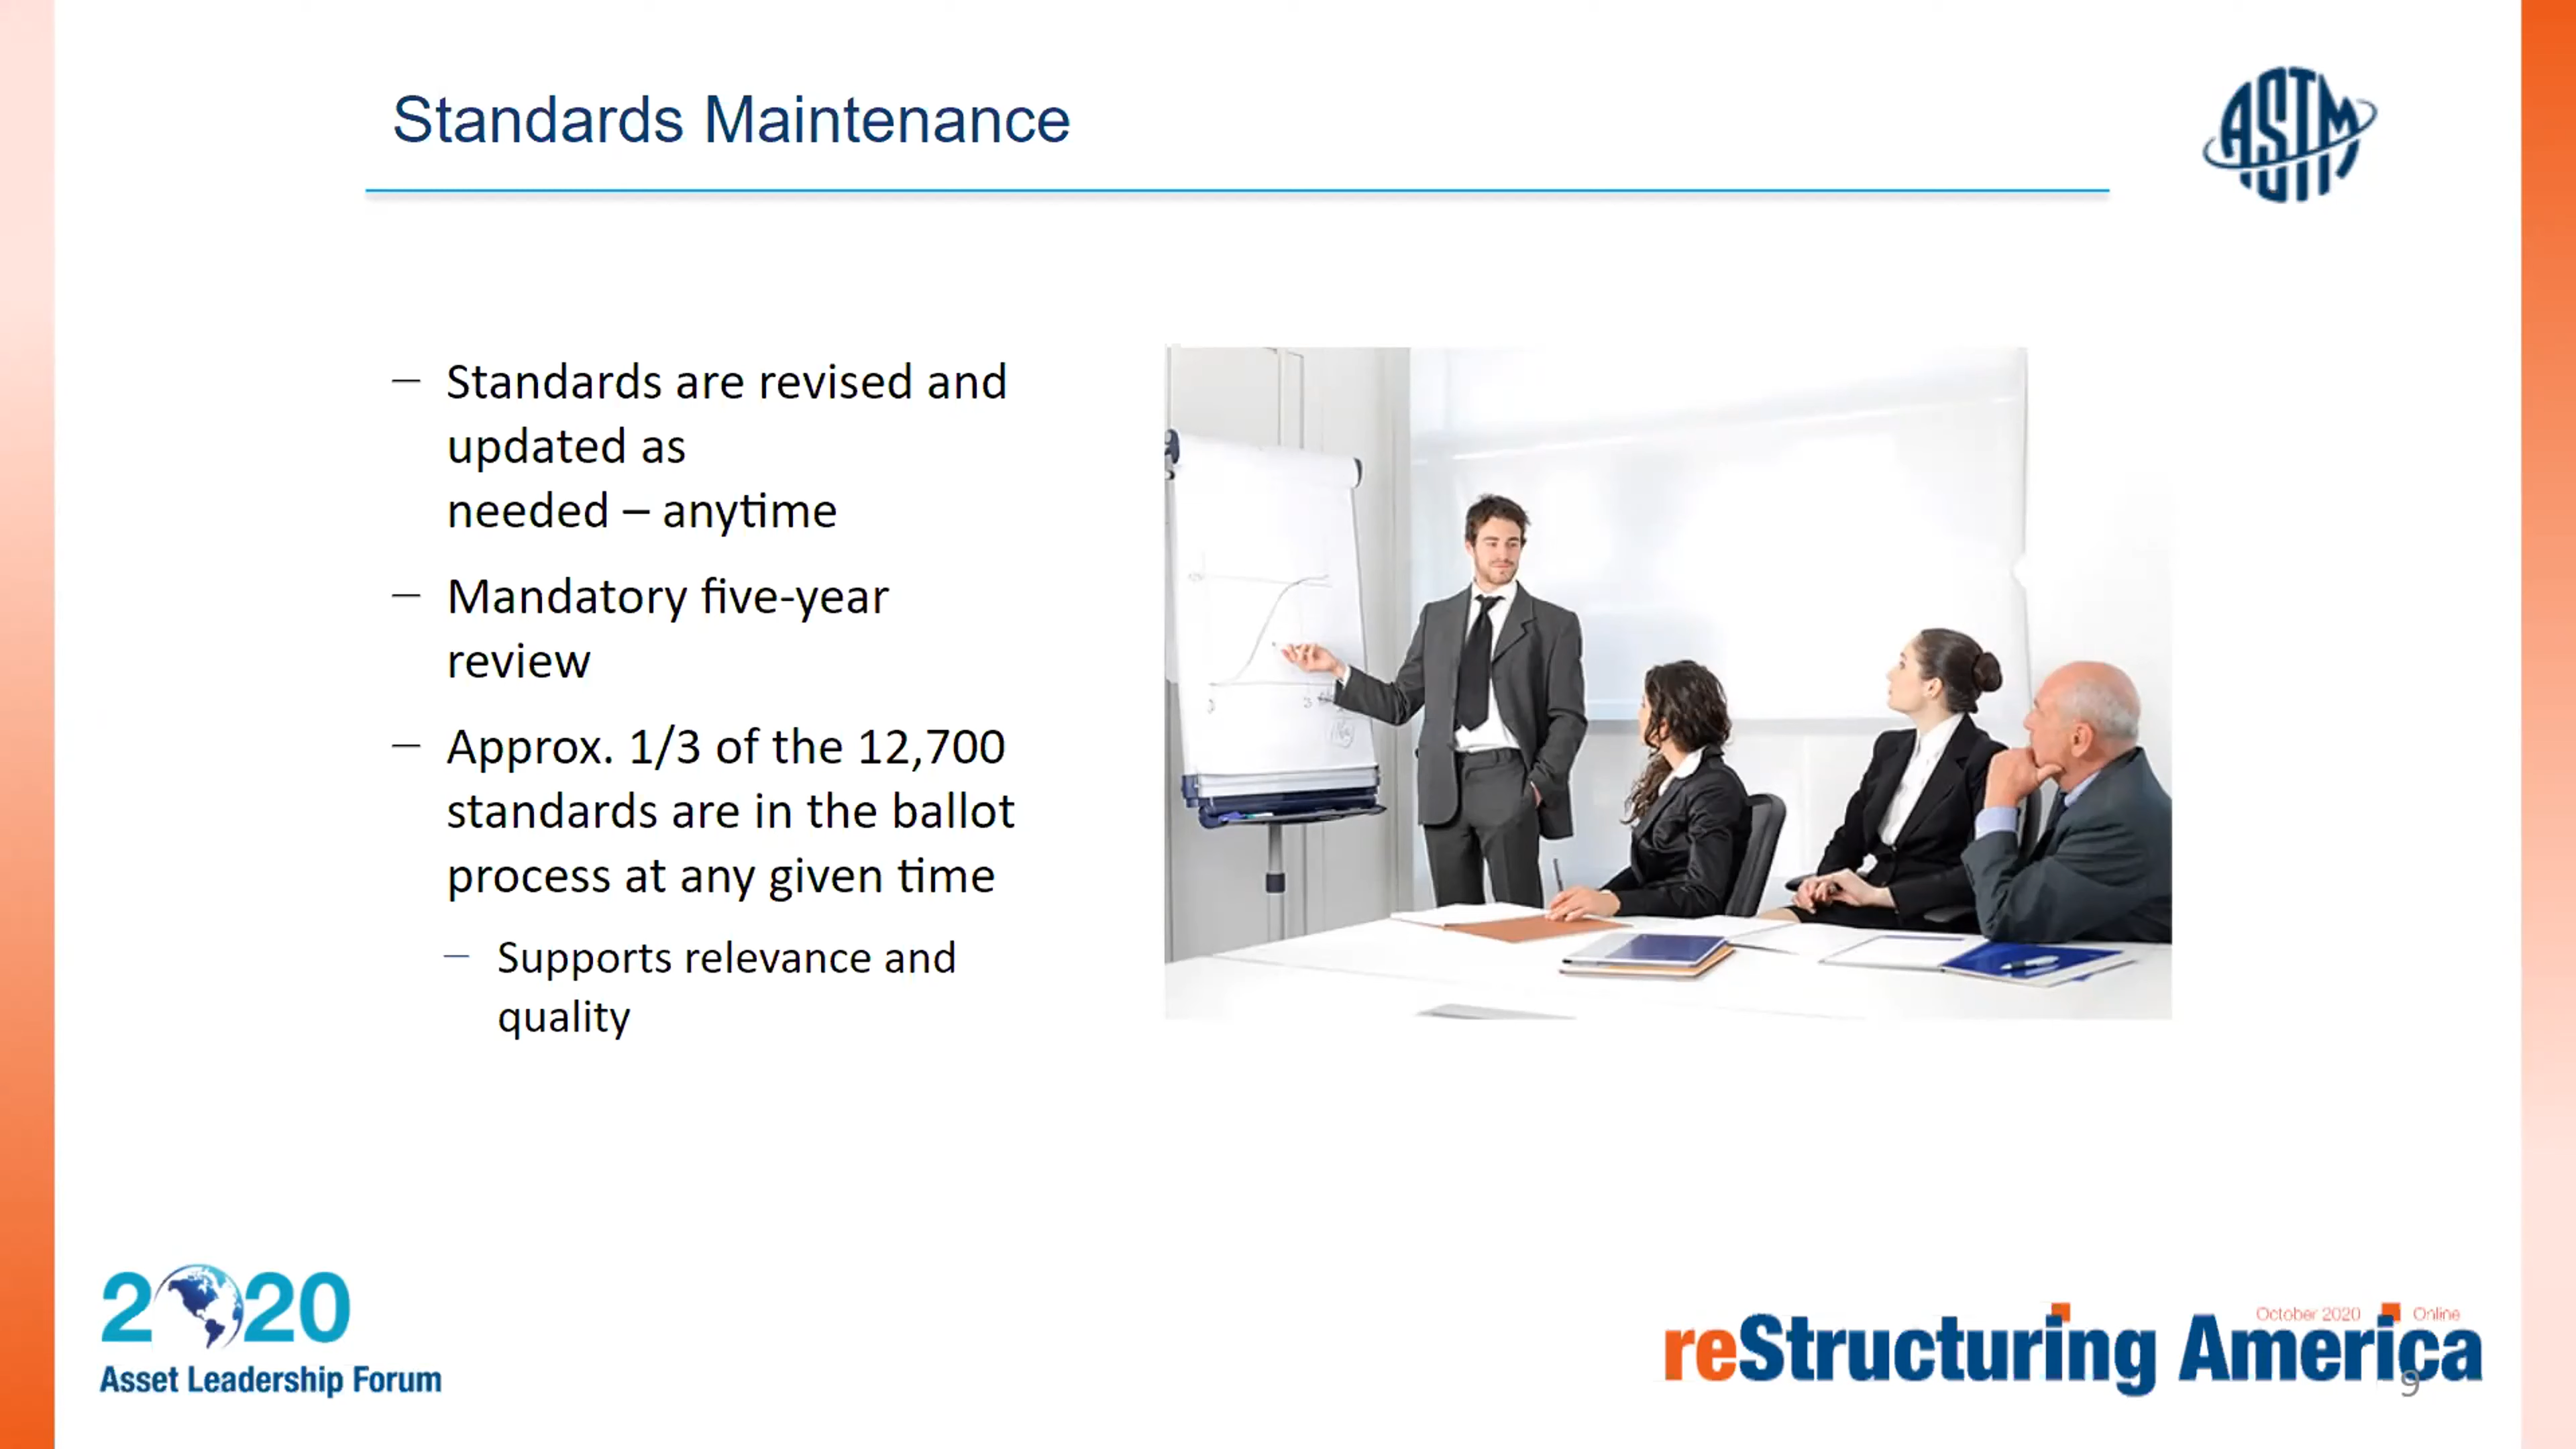 Standards Maintenance
ASTM
– Standards are revised and
updated as
needed – anytime
– Mandatory five-year
review
– Approx. 1/3 of the 12,700
standards are in the ballot
process at any given time
– Supports relevance and
quality
2020
Asset Leadership Forum
October 2020 Online
reStructuring America
9